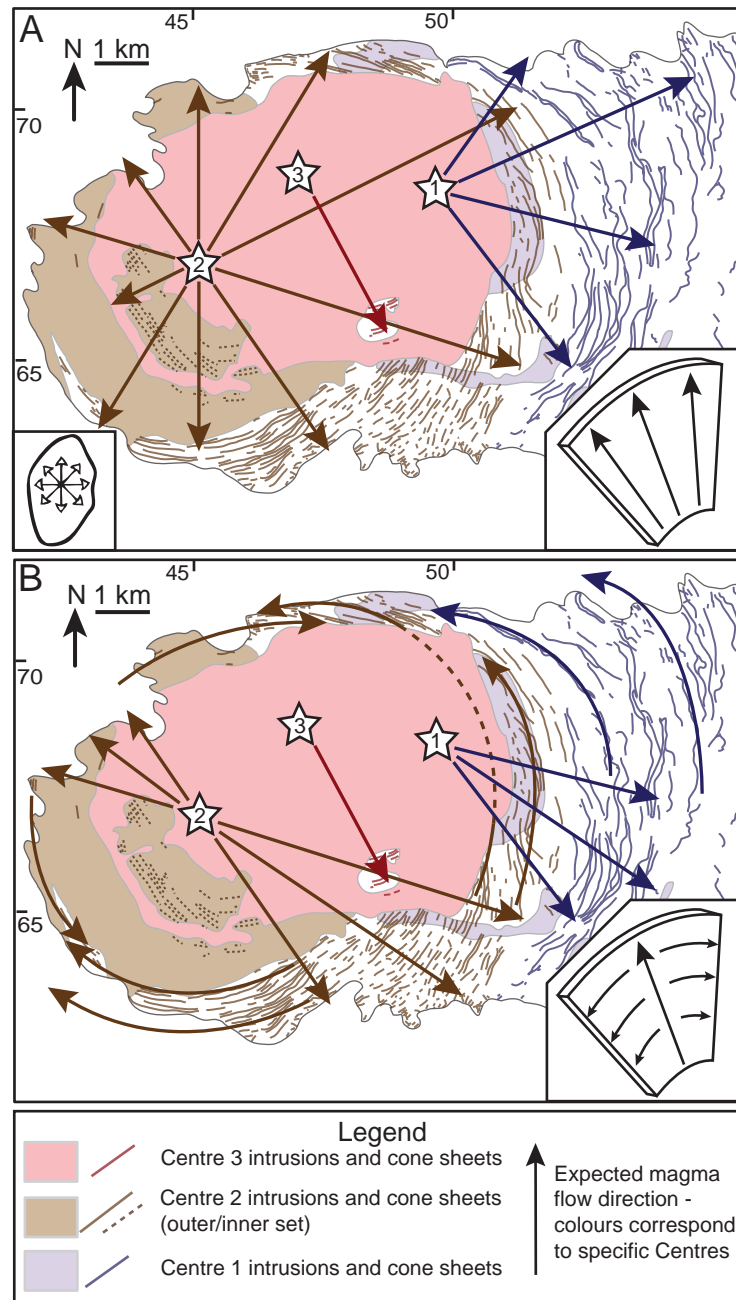 45 50
A
N 1 km
70
3
1
2
65
45 50
B
N 1 km
70
3
1
2
65
Legend
Centre 3 intrusions and cone sheets
Centre 2 intrusions and cone sheets
(outer/inner set)
Centre 1 intrusions and cone sheets
Expected magma
flow direction -
colours correspond
to specific Centres